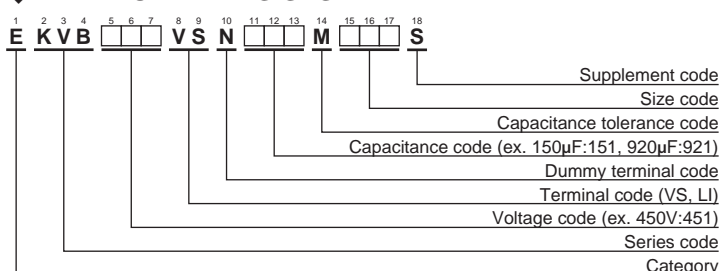 1 2 3 4 5 6 7 8 9 10 11 12 13 14 15 16 17 18
E K V B □□□ V S N □□□ M □□□ S
Supplement code
Size code
Capacitance tolerance code
Capacitance code (ex. 150μF:151, 920μF:921)
Dummy terminal code
Terminal code (VS, LI)
Voltage code (ex. 450V:451)
Series code
Category